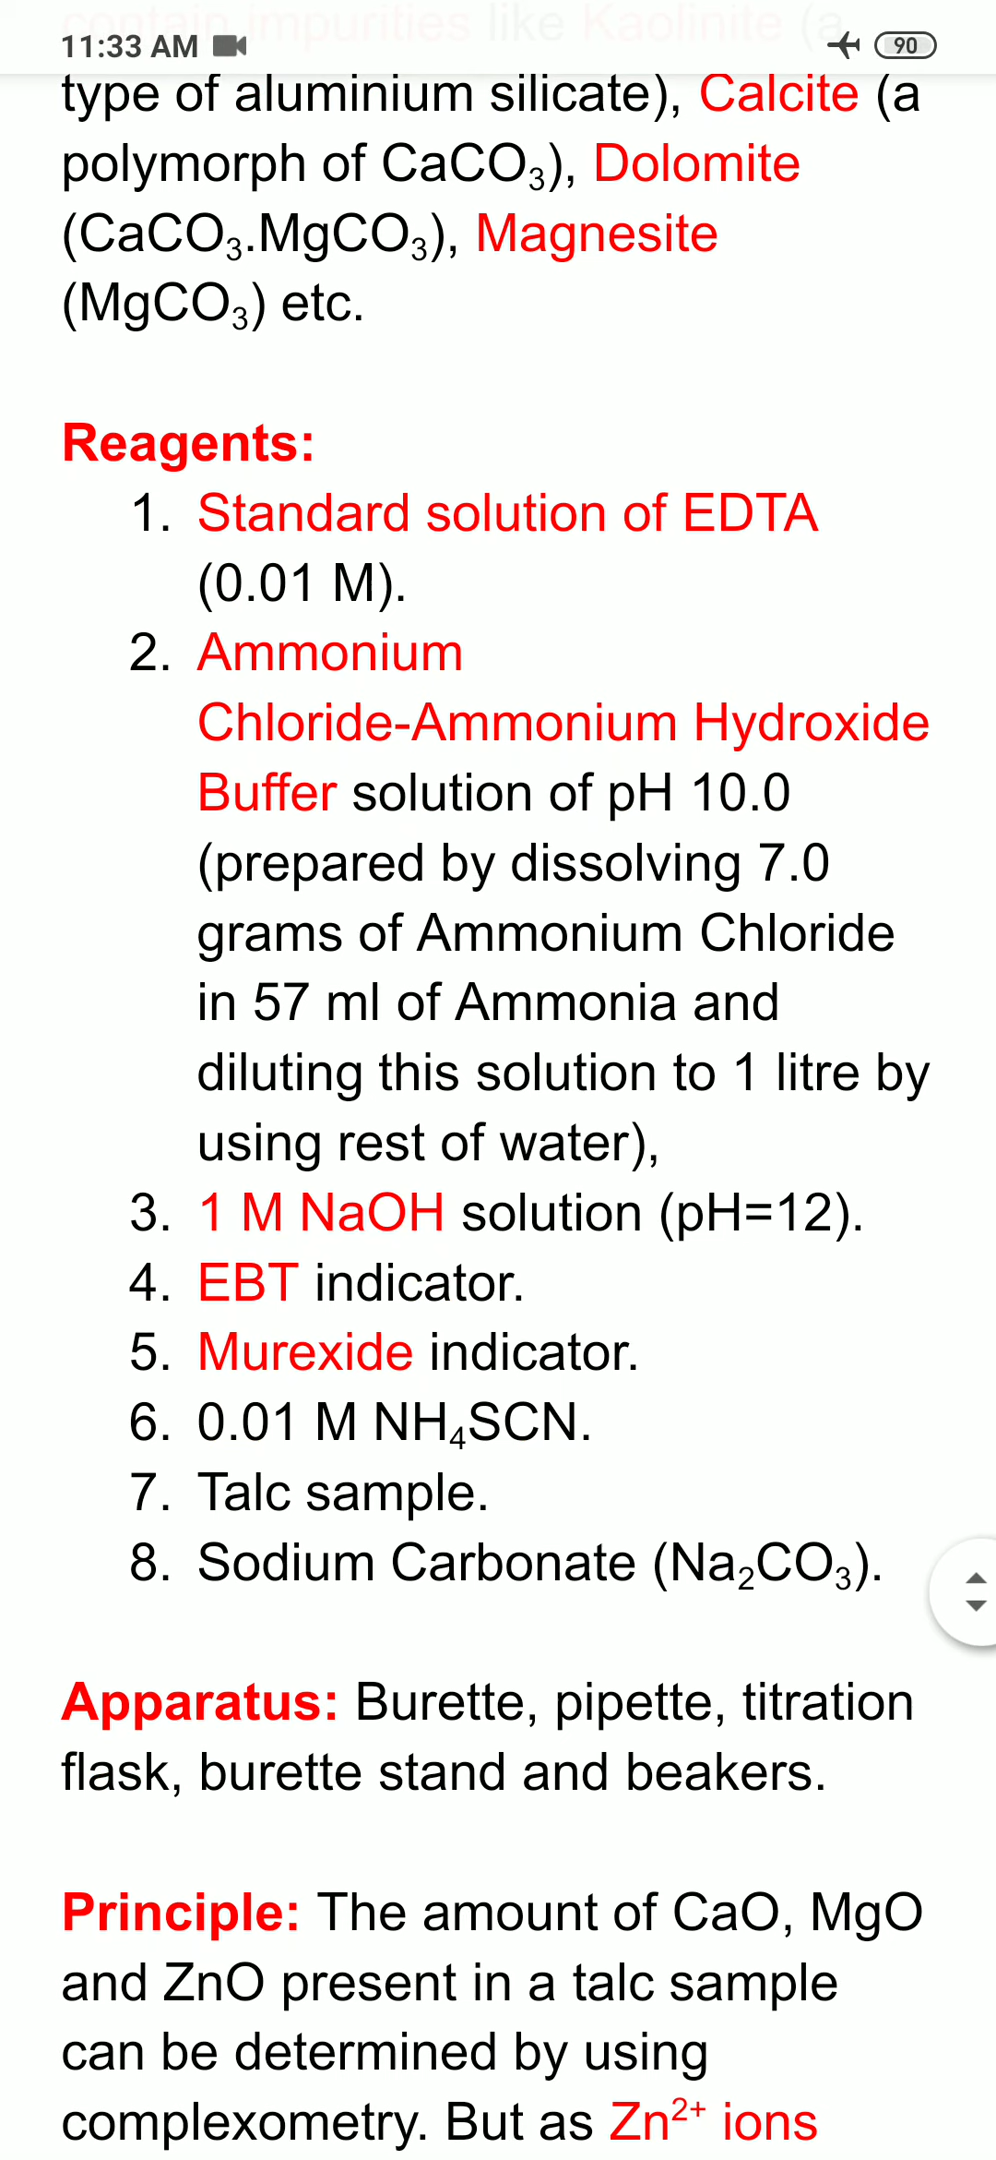 contain impurities like Kaolinite (a
11:33 AM
90
type of aluminium silicate), Calcite (a
polymorph of CaCO₃), Dolomite
(CaCO₃.MgCO₃), Magnesite
(MgCO₃) etc.
Reagents:
1. Standard solution of EDTA
(0.01 M).
2. Ammonium
Chloride-Ammonium Hydroxide
Buffer solution of pH 10.0
(prepared by dissolving 7.0
grams of Ammonium Chloride
in 57 ml of Ammonia and
diluting this solution to 1 litre by
using rest of water),
3. 1 M NaOH solution (pH=12).
4. EBT indicator.
5. Murexide indicator.
6. 0.01 M NH₄SCN.
7. Talc sample.
8. Sodium Carbonate (Na₂CO₃).
Apparatus: Burette, pipette, titration
flask, burette stand and beakers.
Principle: The amount of CaO, MgO
and ZnO present in a talc sample
can be determined by using
complexometry. But as Zn²⁺ ions